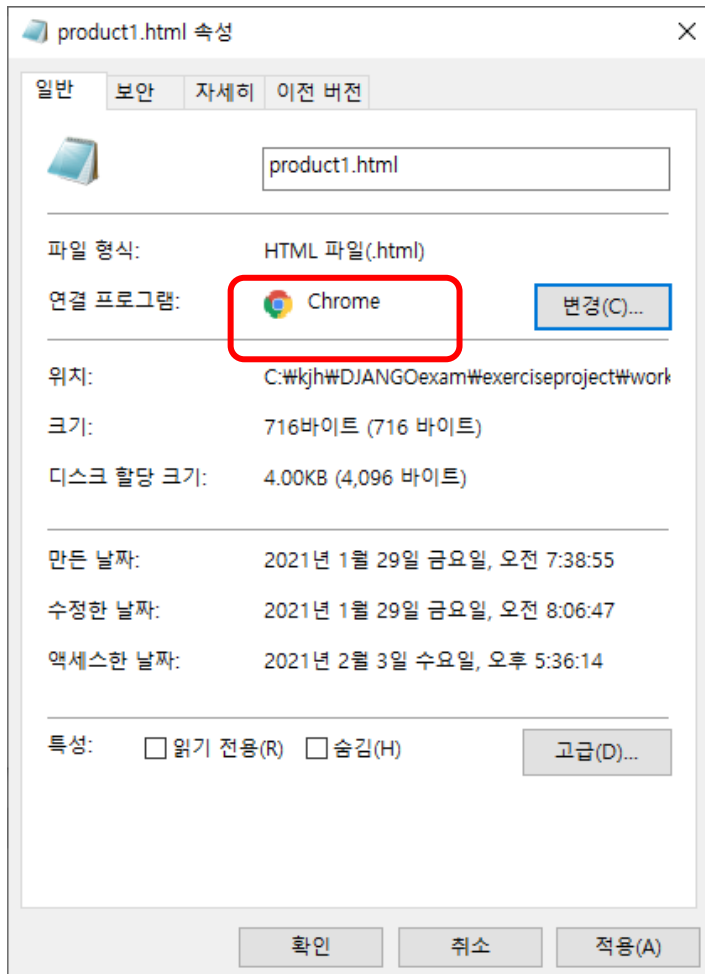 product1.html 속성
일반 보안 자세히 이전 버전
product1.html
파일 형식: HTML 파일(.html)
연결 프로그램: Chrome 변경(C)...
위치: C:₩kjh₩DJANGOexam₩exerciseproject₩work
크기: 716바이트 (716 바이트)
디스크 할당 크기: 4.00KB (4,096 바이트)
만든 날짜: 2021년 1월 29일 금요일, 오전 7:38:55
수정한 날짜: 2021년 1월 29일 금요일, 오전 8:06:47
액세스한 날짜: 2021년 2월 3일 수요일, 오후 5:36:14
특성: 읽기 전용(R) 숨김(H) 고급(D)...
확인 취소 적용(A)